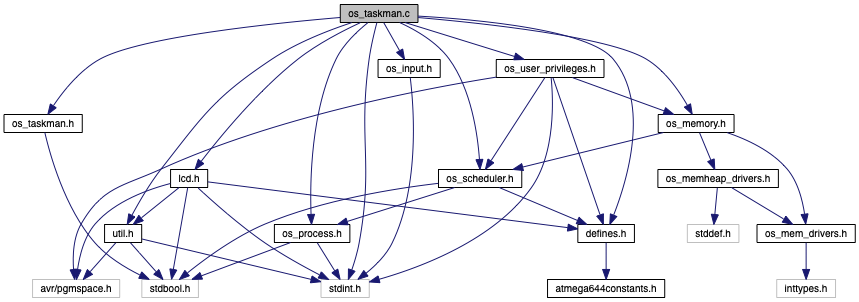 os_taskman.c
os_input.h
os_user_privileges.h
os_taskman.h
os_memory.h
lcd.h
os_scheduler.h
os_memheap_drivers.h
util.h
os_process.h
defines.h
stddef.h
os_mem_drivers.h
avr/pgmspace.h
stdbool.h
stdint.h
atmega644constants.h
inttypes.h